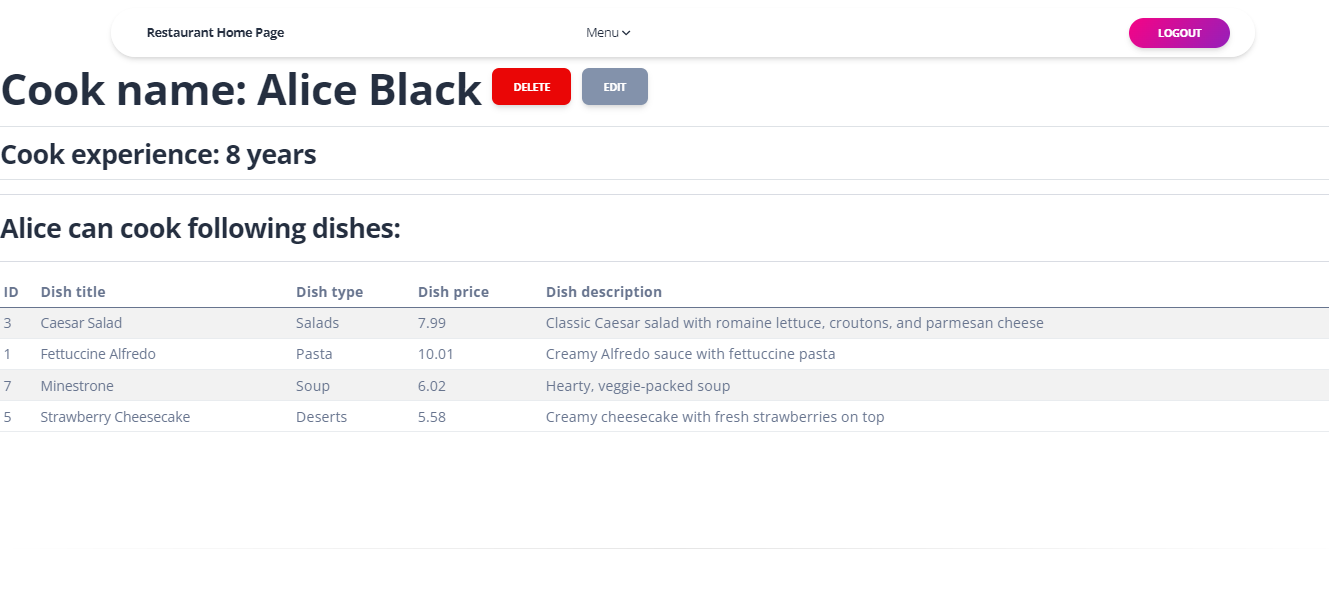 Restaurant Home Page Menu LOGOUT
Cook name: Alice Black DELETE EDIT
Cook experience: 8 years
Alice can cook following dishes:
ID Dish title Dish type Dish price Dish description
3 Caesar Salad Salads 7.99 Classic Caesar salad with romaine lettuce, croutons, and parmesan cheese
1 Fettuccine Alfredo Pasta 10.01 Creamy Alfredo sauce with fettuccine pasta
7 Minestrone Soup 6.02 Hearty, veggie-packed soup
5 Strawberry Cheesecake Deserts 5.58 Creamy cheesecake with fresh strawberries on top